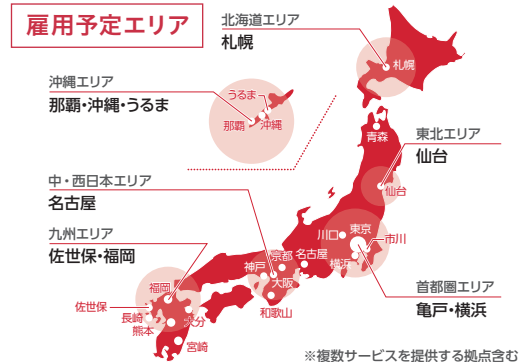 雇用予定エリア
北海道エリア
札幌
札幌
沖縄エリア
那覇・沖縄・うるま
うるま
那覇
沖縄
青森
東北エリア
仙台
仙台
中・西日本エリア
名古屋
九州エリア
佐世保・福岡
川口
東京
市川
横浜
名古屋
京都
神戸
大阪
和歌山
首都圏エリア
亀戸・横浜
福岡
佐世保
長崎
大分
熊本
宮崎
※複数サービスを提供する拠点含む